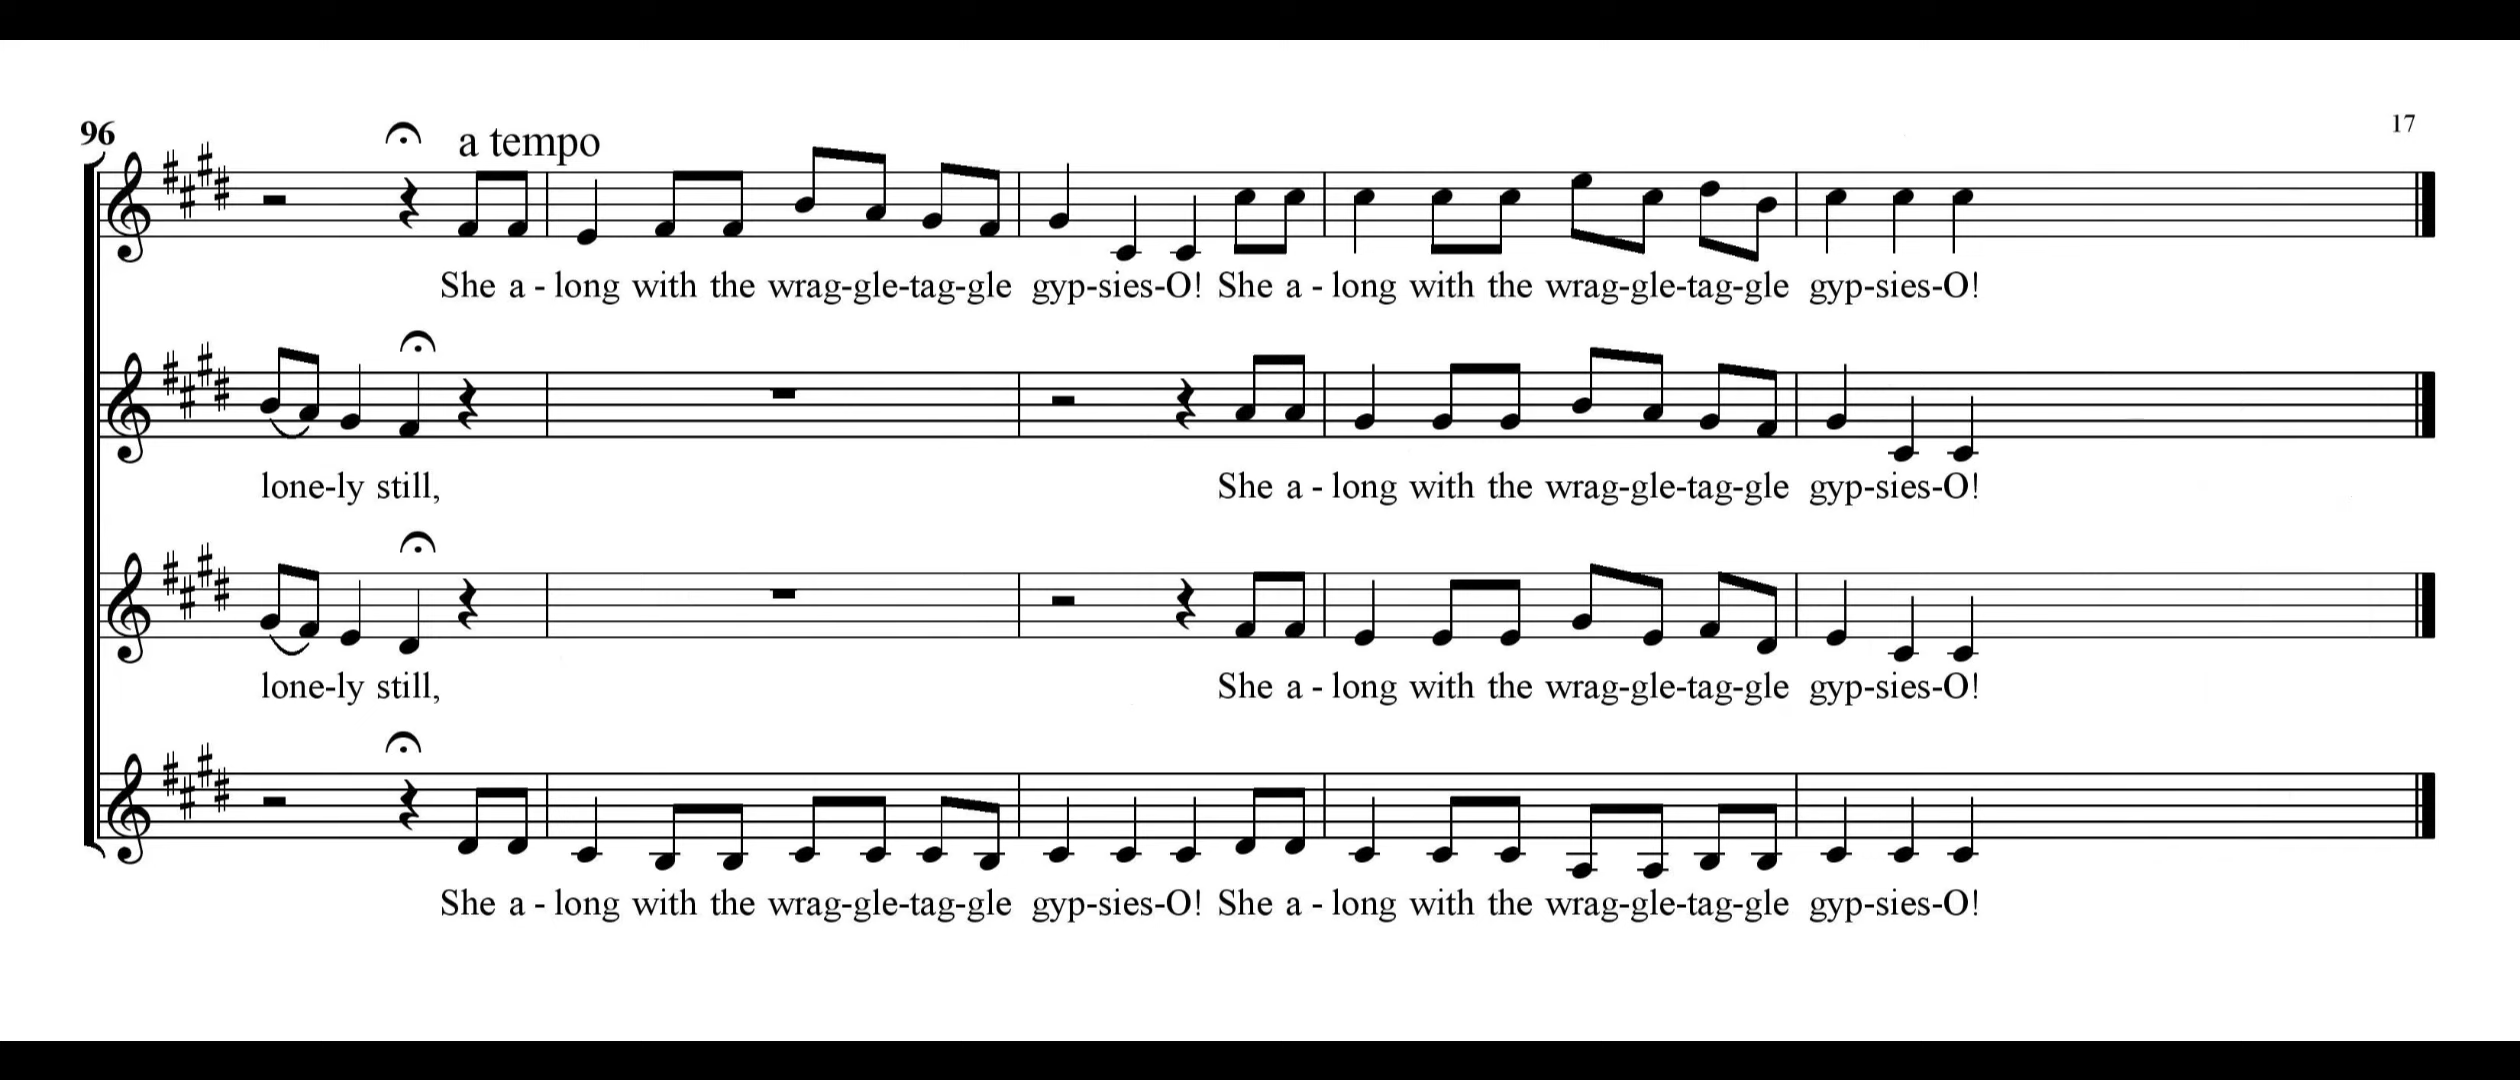 96
17
a tempo
She a - long with the wrag-gle-tag-gle gyp-sies-O! She a - long with the wrag-gle-tag-gle gyp-sies-O!
lone-ly still, She a - long with the wrag-gle-tag-gle gyp-sies-O!
lone-ly still, She a - long with the wrag-gle-tag-gle gyp-sies-O!
She a - long with the wrag-gle-tag-gle gyp-sies-O! She a - long with the wrag-gle-tag-gle gyp-sies-O!